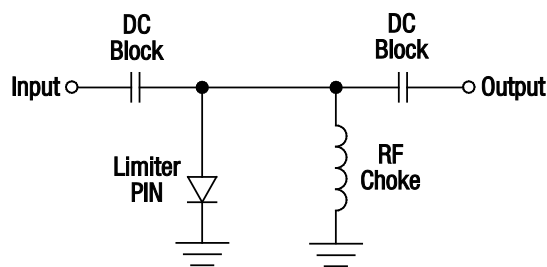 DC
Block
DC
Block
Input
Output
Limiter
PIN
RF
Choke